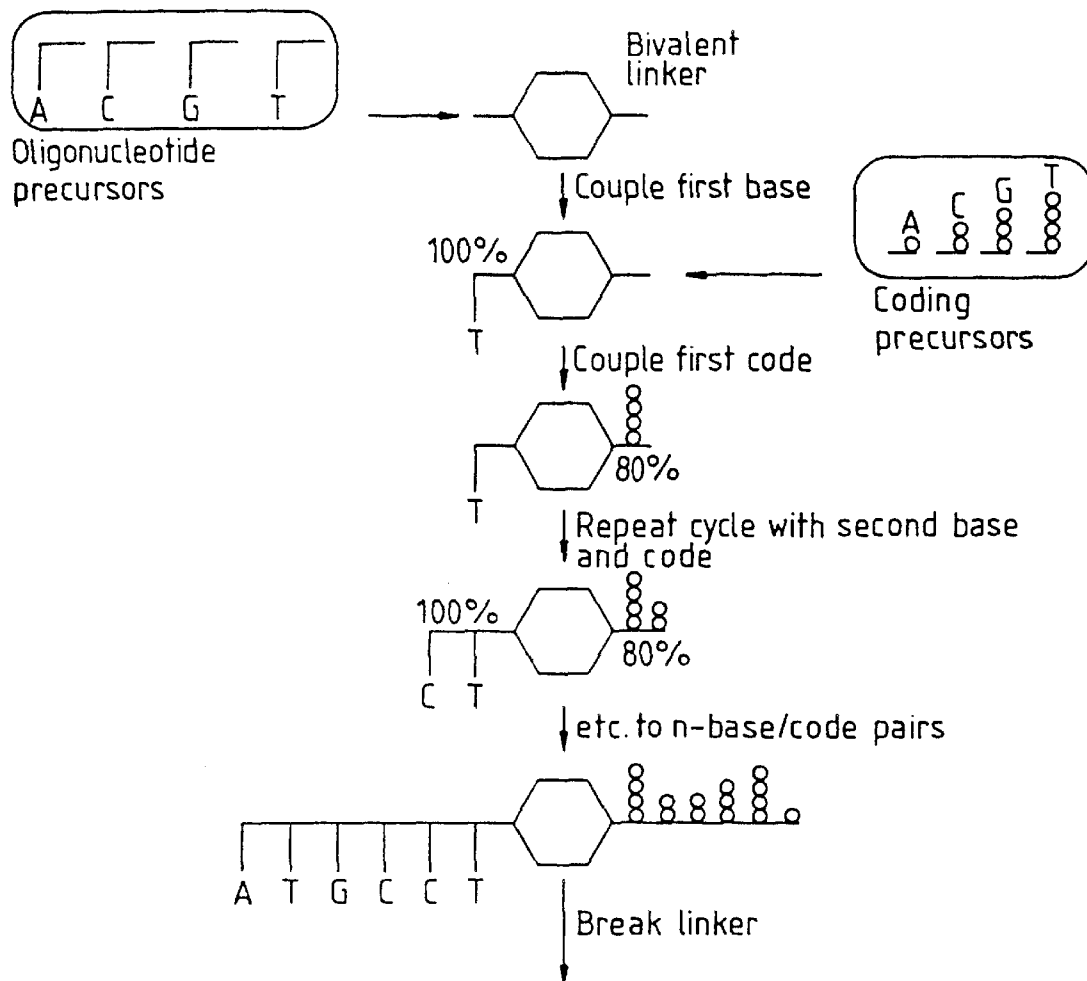 A C G T
Oligonucleotide
precursors
Bivalent
linker
Couple first base
100%
T
A C G T
Coding
precursors
Couple first code
T
80%
Repeat cycle with second base
and code
100%
C T
80%
etc. to n-base/code pairs
A T G C C T
Break linker